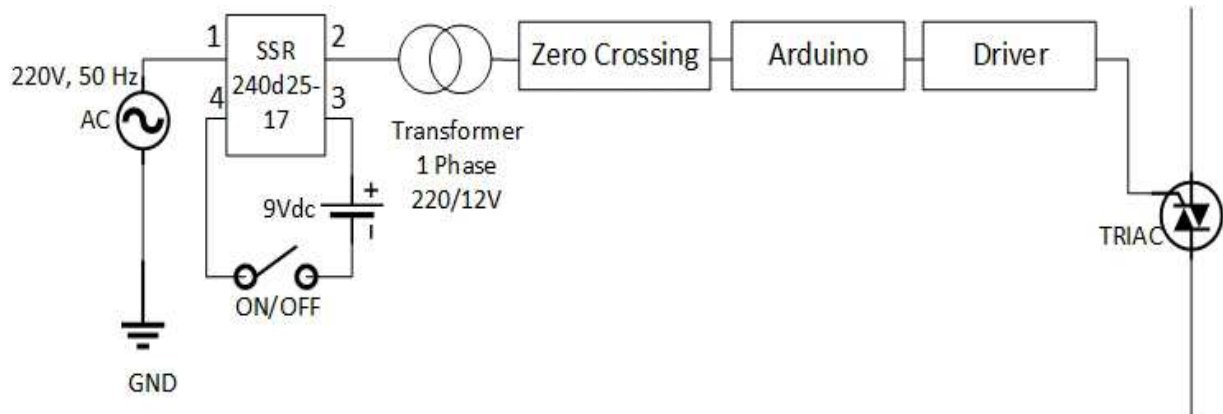 220V, 50 Hz
AC
GND
1
2
SSR
240d25-
17
4
3
9Vdc
+
-
ON/OFF
Transformer
1 Phase
220/12V
Zero Crossing
Arduino
Driver
TRIAC